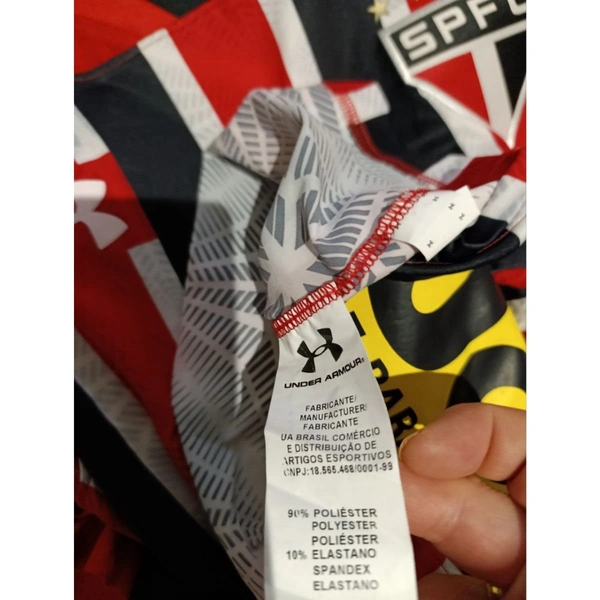 SPF
UNDER ARMOUR
FABRICANTE/
MANUFACTURER/
FABRICANTE
UA BRASIL COMÉRCIO
E DISTRIBUIÇÃO DE
ARTIGOS ESPORTIVOS
CNPJ:18.565.468/0001-99
90% POLIÉSTER
POLYESTER
POLIÉSTER
10% ELASTANO
SPANDEX
ELASTANO